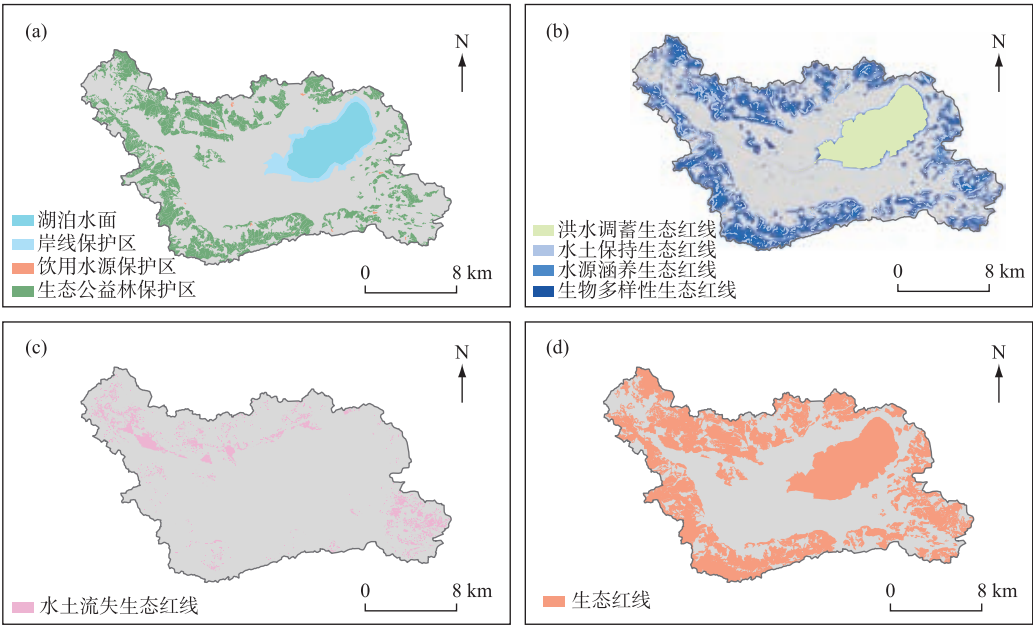 (a)
N
湖泊水面
岸线保护区
饮用水源保护区
生态公益林保护区
0 8 km
(b)
N
洪水调蓄生态红线
水土保持生态红线
水源涵养生态红线
生物多样性生态红线
0 8 km
(c)
N
水土流失生态红线
0 8 km
(d)
N
生态红线
0 8 km